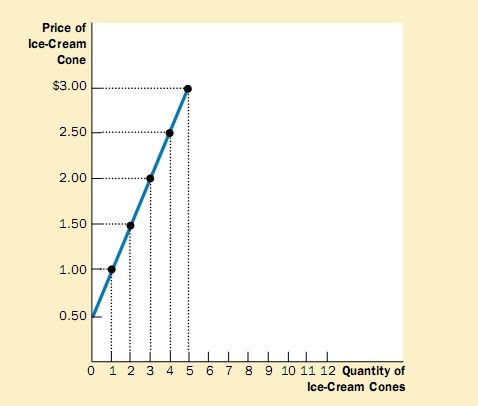 Price of
Ice-Cream
Cone
$3.00
2.50
2.00
1.50
1.00
0.50
0 1 2 3 4 5 6 7 8 9 10 11 12 Quantity of
Ice-Cream Cones